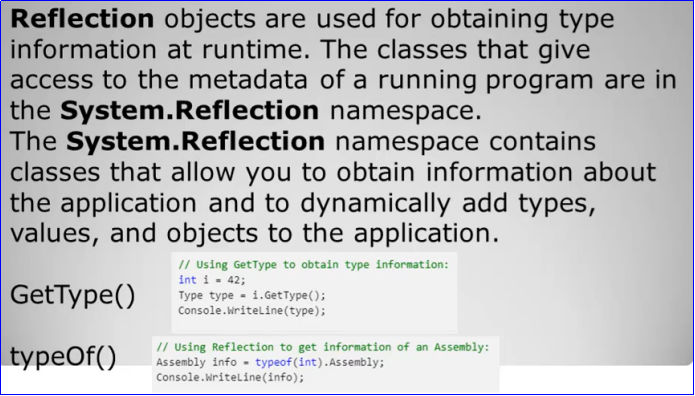 Reflection objects are used for obtaining type
information at runtime. The classes that give
access to the metadata of a running program are in
the System.Reflection namespace.
The System.Reflection namespace contains
classes that allow you to obtain information about
the application and to dynamically add types,
values, and objects to the application.
// Using GetType to obtain type information:
int i = 42;
GetType()
Type type = i.GetType();
Console.WriteLine(type);
// Using Reflection to get information of an Assembly:
typeOf()
Assembly info = typeof(int).Assembly;
Console.WriteLine(info);